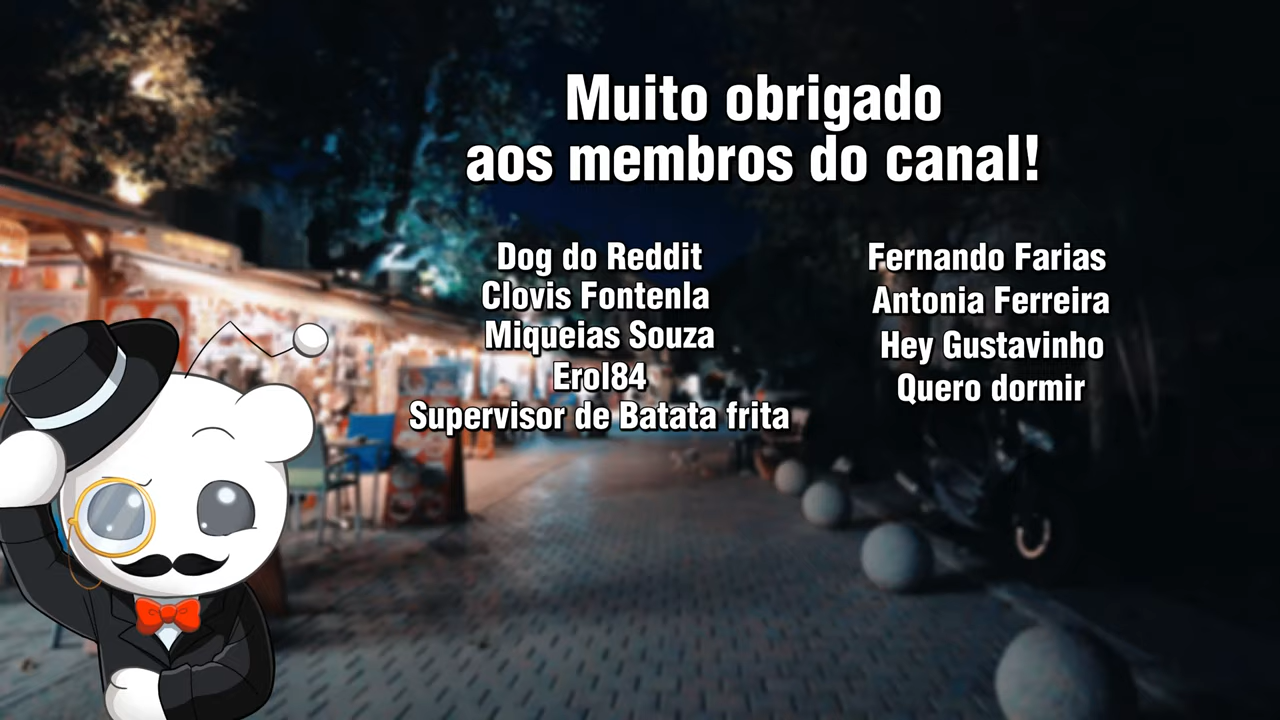 Muito obrigado
aos membros do canal!
Dog do Reddit
Clovis Fontenla
Miqueias Souza
Erol84
Supervisor de Batata frita
Fernando Farias
Antonia Ferreira
Hey Gustavinho
Quero dormir